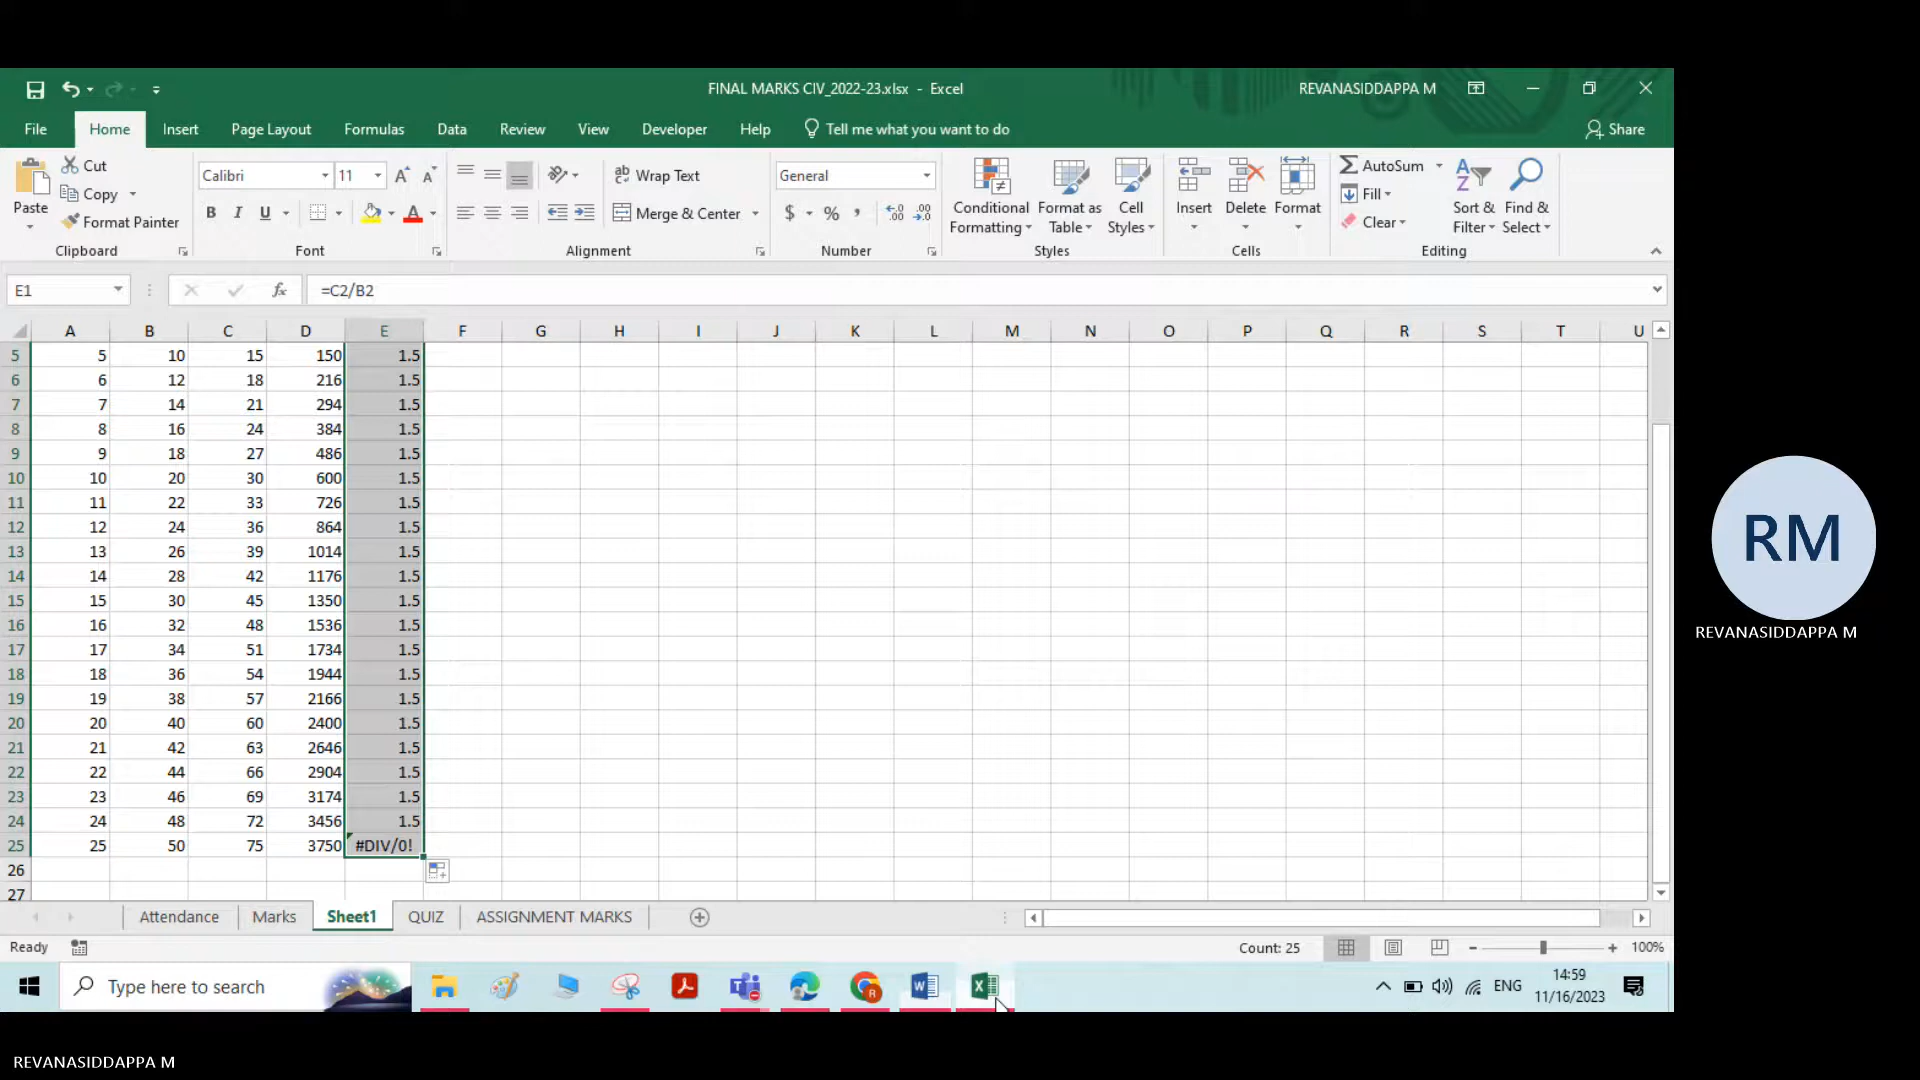 FINAL MARKS CIV_2022-23.xlsx - Excel
REVANASIDDAPPA M
File Home Insert Page Layout Formulas Data Review View Developer Help Tell me what you want to do Share
Paste
Cut
Copy
Format Painter
Clipboard
Calibri 11
B I U
A
Font
ab Wrap Text
Merge & Center
Alignment
General
$ % ,
Number
Conditional Formatting
Format as Table
Cell Styles
Styles
Insert Delete Format
Cells
AutoSum
Fill
Clear
Sort & Filter
Find & Select
Editing
E1 fx =C2/B2
A B C D E F G H I J K L M N O P Q R S T U
5 5 10 15 150 1.5
6 6 12 18 216 1.5
7 7 14 21 294 1.5
8 8 16 24 384 1.5
9 9 18 27 486 1.5
10 10 20 30 600 1.5
11 11 22 33 726 1.5
12 12 24 36 864 1.5
13 13 26 39 1014 1.5
14 14 28 42 1176 1.5
15 15 30 45 1350 1.5
16 16 32 48 1536 1.5
17 17 34 51 1734 1.5
18 18 36 54 1944 1.5
19 19 38 57 2166 1.5
20 20 40 60 2400 1.5
21 21 42 63 2646 1.5
22 22 44 66 2904 1.5
23 23 46 69 3174 1.5
24 24 48 72 3456 1.5
25 25 50 75 3750 #DIV/0!
26
27
Attendance Marks Sheet1 QUIZ ASSIGNMENT MARKS
Ready Count: 25 100%
Type here to search
ENG
14:59
11/16/2023
RM
REVANASIDDAPPA M
REVANASIDDAPPA M